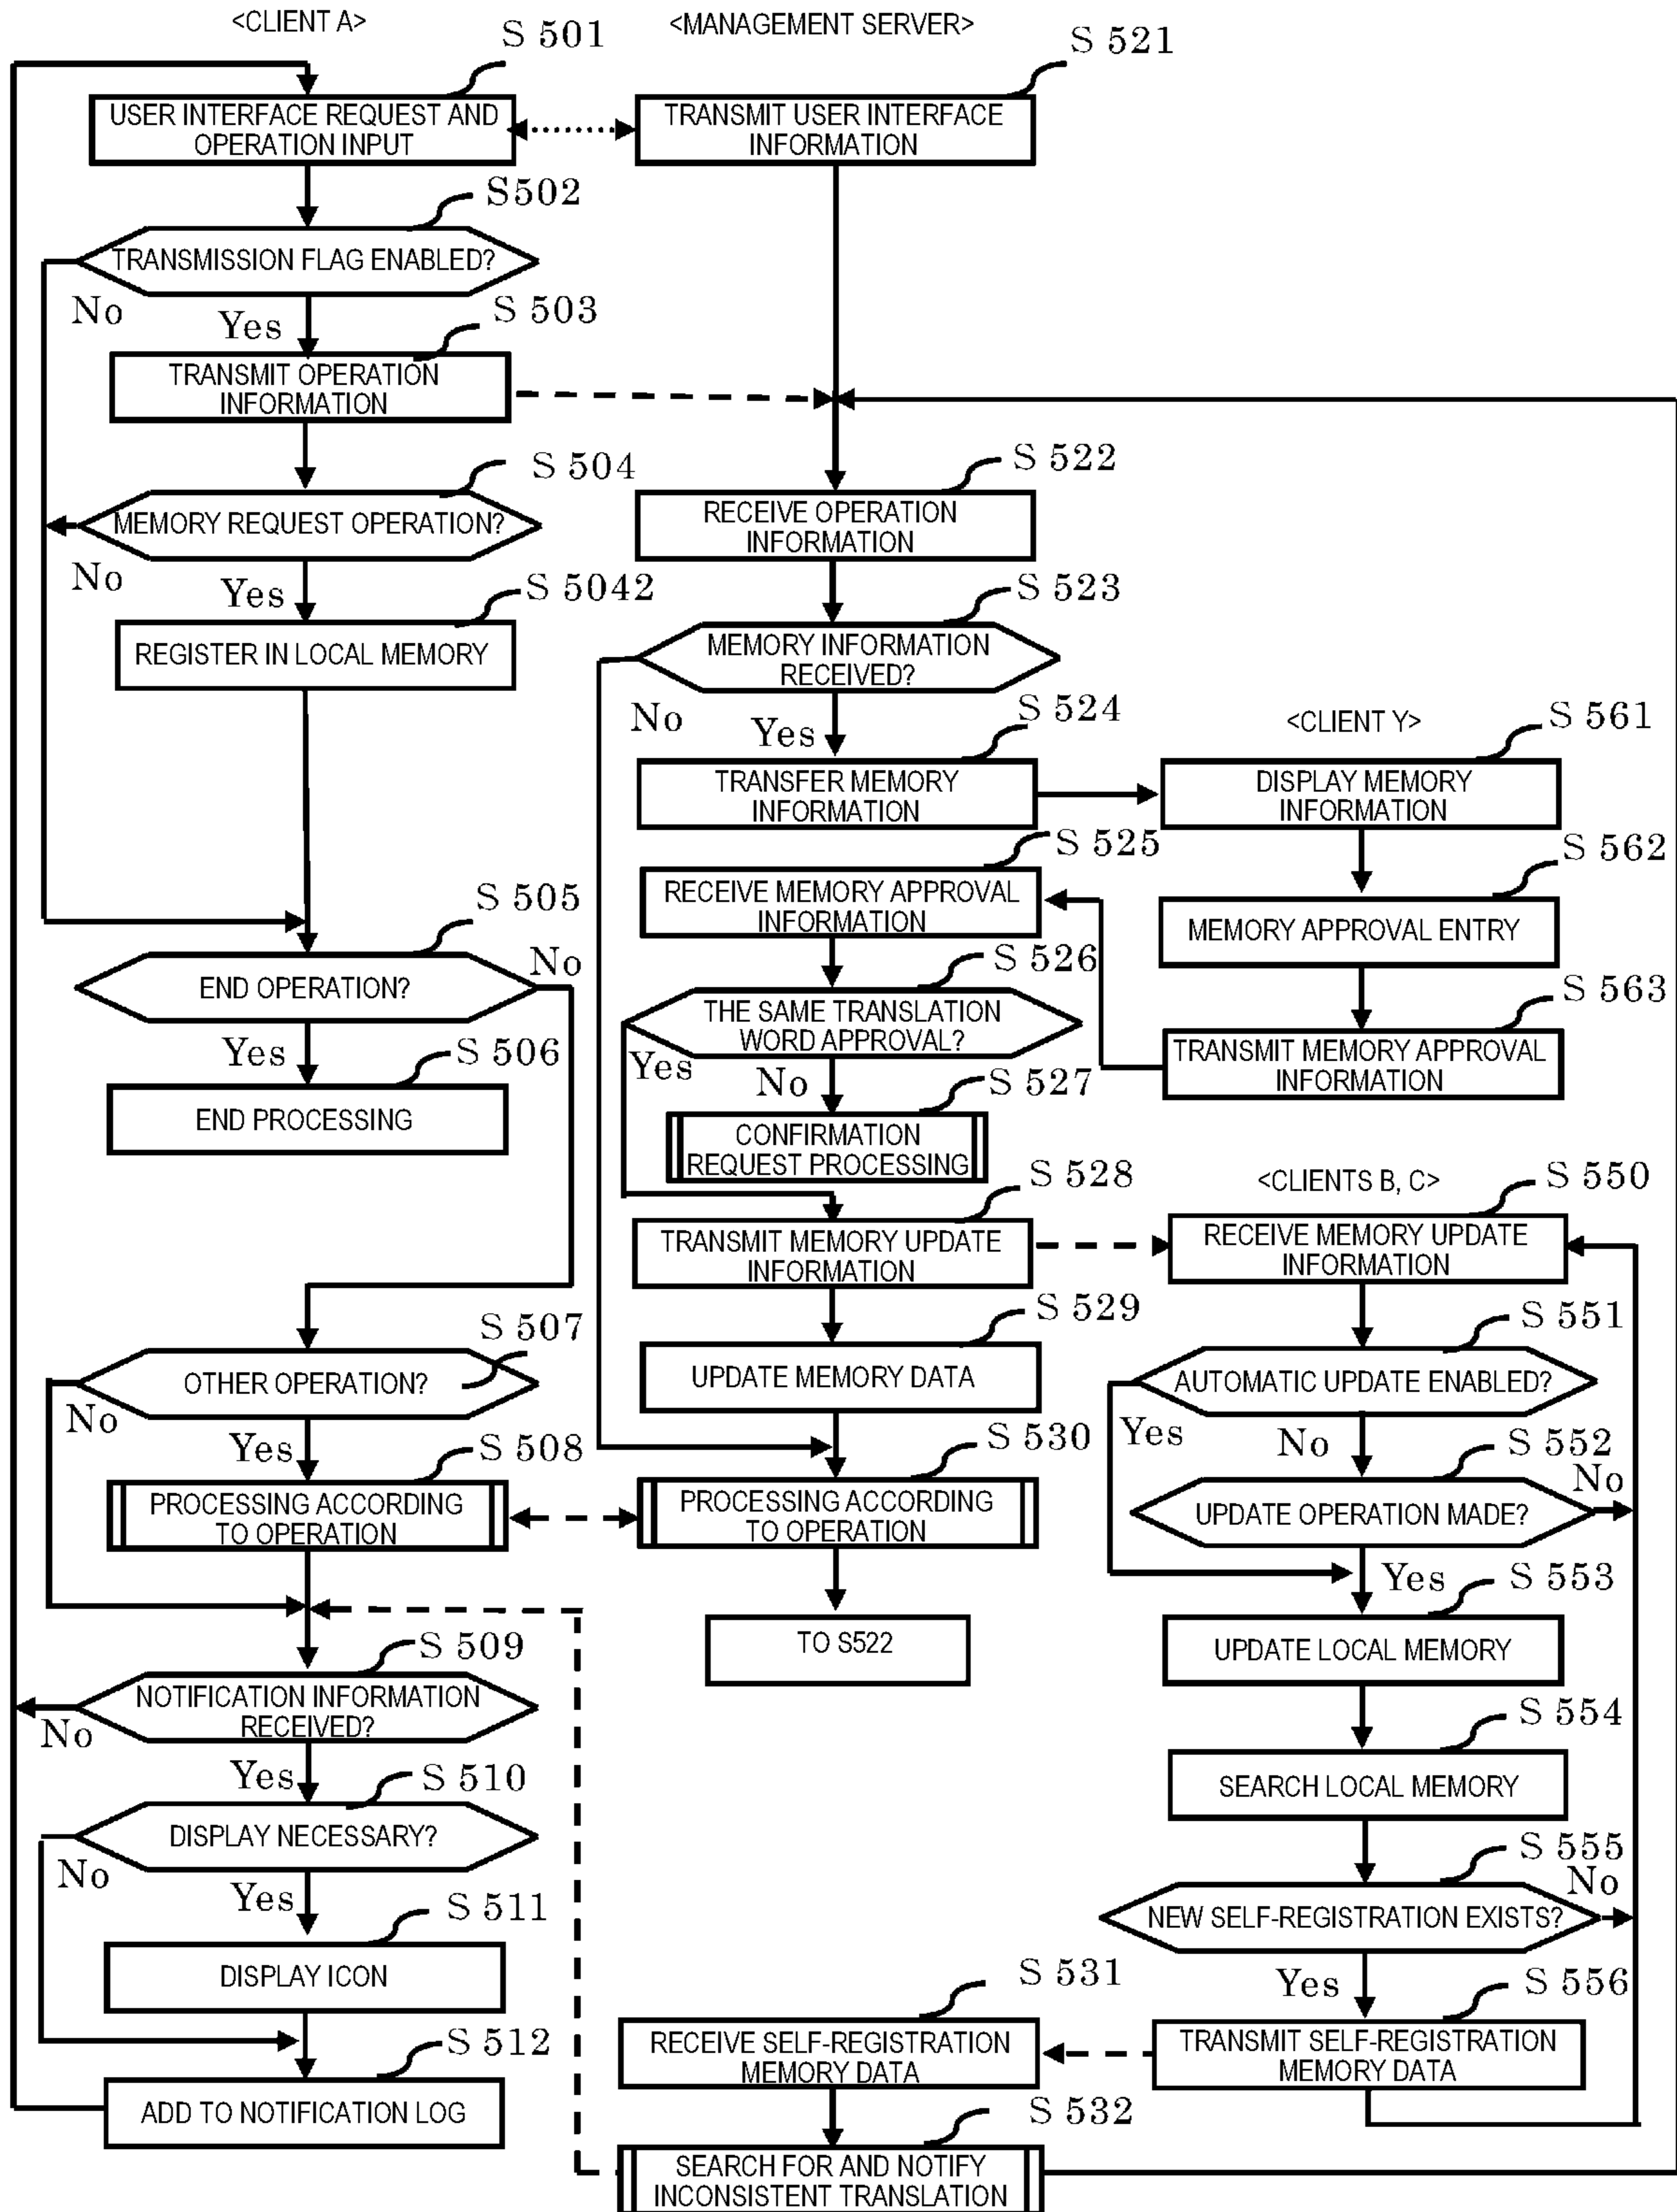 <CLIENT A>
S 501
USER INTERFACE REQUEST AND
OPERATION INPUT
S502
TRANSMISSION FLAG ENABLED?
No
Yes
S 503
TRANSMIT OPERATION
INFORMATION
S 504
MEMORY REQUEST OPERATION?
No
Yes
S 5042
REGISTER IN LOCAL MEMORY
S 505
END OPERATION?
No
Yes
S 506
END PROCESSING
S 507
OTHER OPERATION?
No
Yes
S 508
PROCESSING ACCORDING
TO OPERATION
S 509
NOTIFICATION INFORMATION
RECEIVED?
No
Yes
S 510
DISPLAY NECESSARY?
No
Yes
S 511
DISPLAY ICON
S 512
ADD TO NOTIFICATION LOG
<MANAGEMENT SERVER>
S 521
TRANSMIT USER INTERFACE
INFORMATION
S 522
RECEIVE OPERATION
INFORMATION
S 523
MEMORY INFORMATION
RECEIVED?
No
Yes
S 524
TRANSFER MEMORY
INFORMATION
S 525
RECEIVE MEMORY APPROVAL
INFORMATION
S 526
THE SAME TRANSLATION
WORD APPROVAL?
Yes
No
S 527
CONFIRMATION
REQUEST PROCESSING
S 528
TRANSMIT MEMORY UPDATE
INFORMATION
S 529
UPDATE MEMORY DATA
S 530
PROCESSING ACCORDING
TO OPERATION
TO S522
S 531
RECEIVE SELF-REGISTRATION
MEMORY DATA
S 532
SEARCH FOR AND NOTIFY
INCONSISTENT TRANSLATION
<CLIENT Y>
S 561
DISPLAY MEMORY
INFORMATION
S 562
MEMORY APPROVAL ENTRY
S 563
TRANSMIT MEMORY APPROVAL
INFORMATION
<CLIENTS B, C>
S 550
RECEIVE MEMORY UPDATE
INFORMATION
S 551
AUTOMATIC UPDATE ENABLED?
Yes
No
S 552
No
UPDATE OPERATION MADE?
Yes
S 553
UPDATE LOCAL MEMORY
S 554
SEARCH LOCAL MEMORY
S 555
No
NEW SELF-REGISTRATION EXISTS?
Yes
S 556
TRANSMIT SELF-REGISTRATION
MEMORY DATA